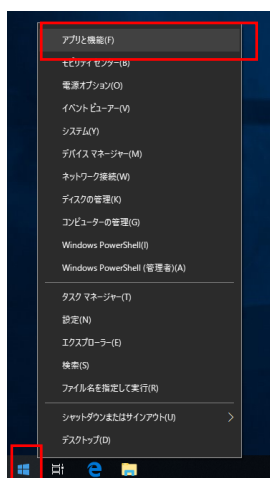 アプリと機能(F)
モビリティ センター(B)
電源オプション(O)
イベント ビューアー(V)
システム(Y)
デバイス マネージャー(M)
ネットワーク接続(W)
ディスクの管理(K)
コンピューターの管理(G)
Windows PowerShell(I)
Windows PowerShell (管理者)(A)
タスク マネージャー(T)
設定(N)
エクスプローラー(E)
検索(S)
ファイル名を指定して実行(R)
シャットダウンまたはサインアウト(U)
デスクトップ(D)